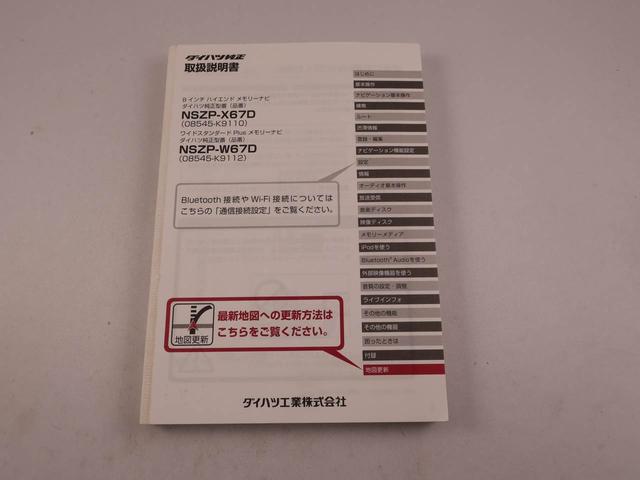 ダイハツ純正
取扱説明書
8インチ ハイエンド メモリーナビ
ダイハツ純正型番（品番）
NSZP-X67D
(08545-K9110)
ワイドスタンダード Plus メモリーナビ
ダイハツ純正型番（品番）
NSZP-W67D
(08545-K9112)
Bluetooth 接続や Wi-Fi 接続については
こちらの「通信接続設定」をご覧ください。
地図更新
最新地図への更新方法は
こちらをご覧ください。
はじめに
基本操作
ナビゲーション基本操作
検索
ルート
渋滞情報
登録・編集
ナビゲーション機能設定
設定
情報
オーディオ基本操作
放送受信
音楽ディスク
映像ディスク
メモリーメディア
iPodを使う
Bluetooth® Audioを使う
外部映像機器を使う
音質の設定・調整
ライブインフォ
その他の機能
その他の機器
困ったときは
付録
地図更新
ダイハツ工業株式会社